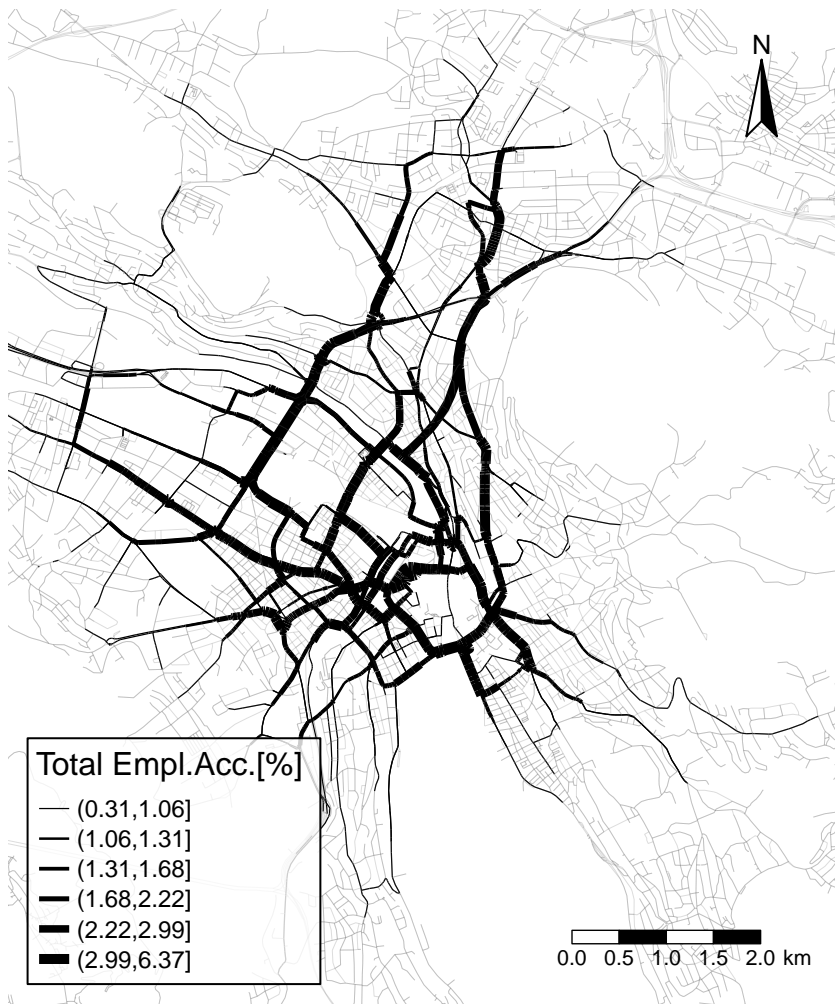 N
Total Empl.Acc.[%]
(0.31,1.06]
(1.06,1.31]
(1.31,1.68]
(1.68,2.22]
(2.22,2.99]
(2.99,6.37]
0.0 0.5 1.0 1.5 2.0 km